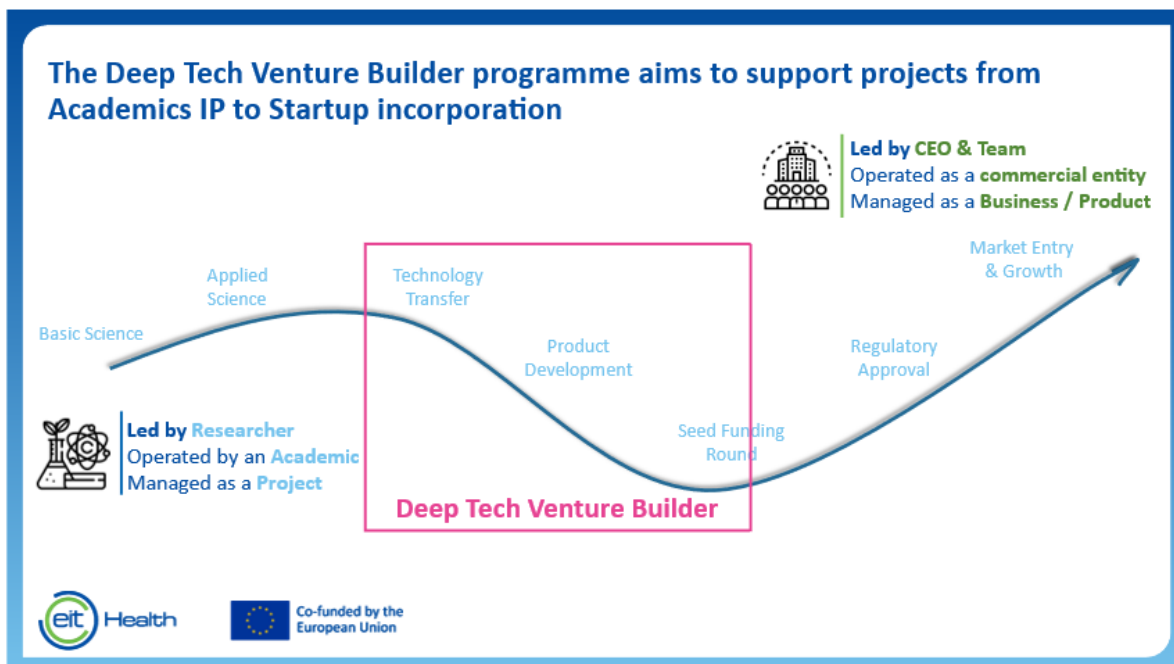 The Deep Tech Venture Builder programme aims to support projects from
Academics IP to Startup incorporation
Led by CEO & Team
Operated as a commercial entity
Managed as a Business / Product
Market Entry
& Growth
Applied
Science
Technology
Transfer
Basic Science
Product
Development
Regulatory
Approval
Seed Funding
Round
Led by Researcher
Operated by an Academic
Managed as a Project
C
Deep Tech Venture Builder
eit Health
Co-funded by the
European Union